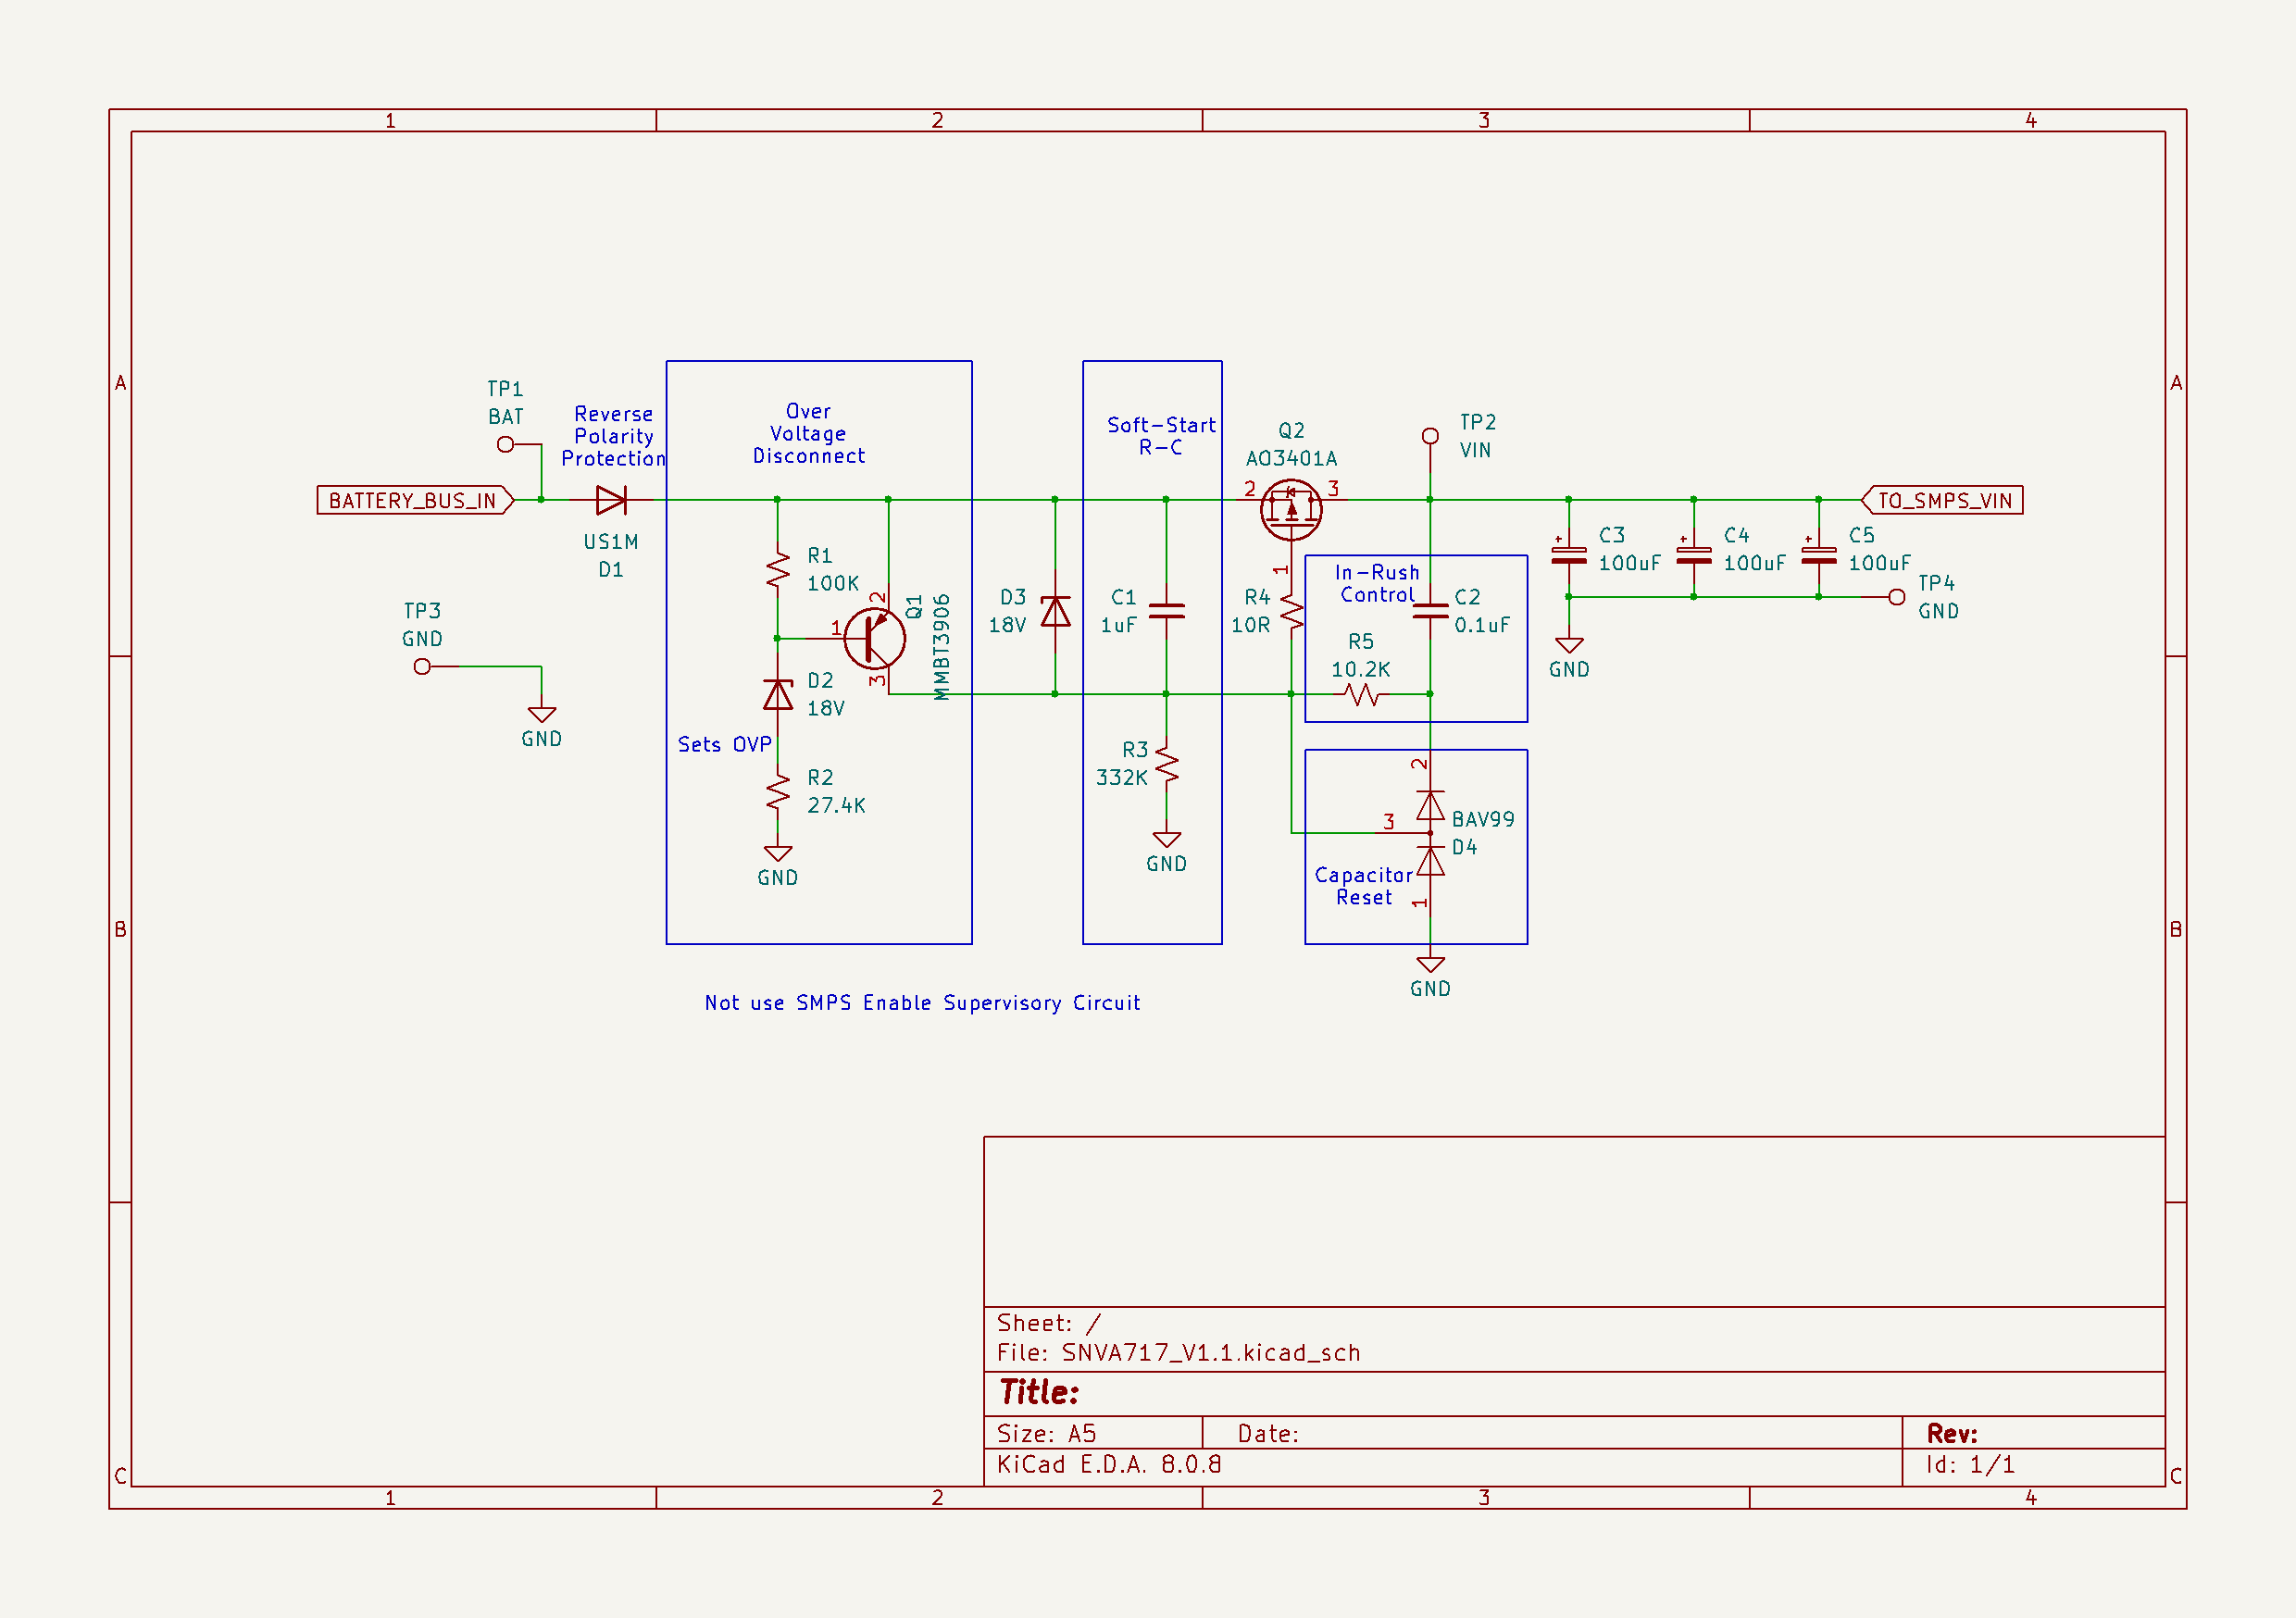 1
2
3
4
A
A
TP1
BAT
Reverse
Polarity
Protection
BATTERY_BUS_IN
US1M
D1
TP3
GND
GND
Over
Voltage
Disconnect
R1
100K
1
2
3
Q1
MMBT3906
D2
18V
Sets OVP
R2
27.4K
GND
D3
18V
Soft-Start
R-C
C1
1uF
R3
332K
GND
Q2
AO3401A
2
3
1
R4
10R
TP2
VIN
In-Rush
Control
C2
0.1uF
R5
10.2K
2
3
BAV99
D4
Capacitor
Reset
1
GND
TO_SMPS_VIN
C3
100uF
C4
100uF
C5
100uF
TP4
GND
GND
B
B
Not use SMPS Enable Supervisory Circuit
Sheet: /
File: SNVA717_V1.1.kicad_sch
Title:
Size: A5
Date:
Rev:
KiCad E.D.A. 8.0.8
Id: 1/1
C
C
1
2
3
4